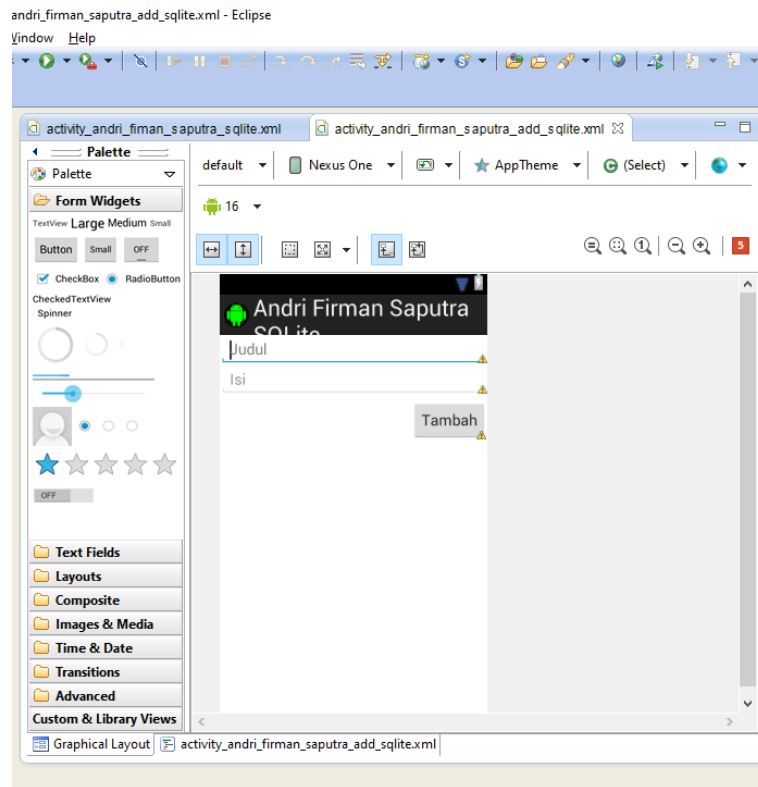 andri_firman_saputra_add_sqlite.xml - Eclipse
Window Help
activity_andri_fiman_saputra_sqlite.xml
activity_andri_firman_saputra_add_sqlite.xml
Palette
default
Nexus One
AppTheme
(Select)
Palette
Form Widgets
16
TextView Large Medium Small
Button
Small
OFF
5
CheckBox
RadioButton
CheckedTextView
Spinner
Andri Firman Saputra
SQLite
Judul
Isi
Tambah
OFF
Text Fields
Layouts
Composite
Images & Media
Time & Date
Transitions
Advanced
Custom & Library Views
Graphical Layout
activity_andri_firman_saputra_add_sqlite.xml